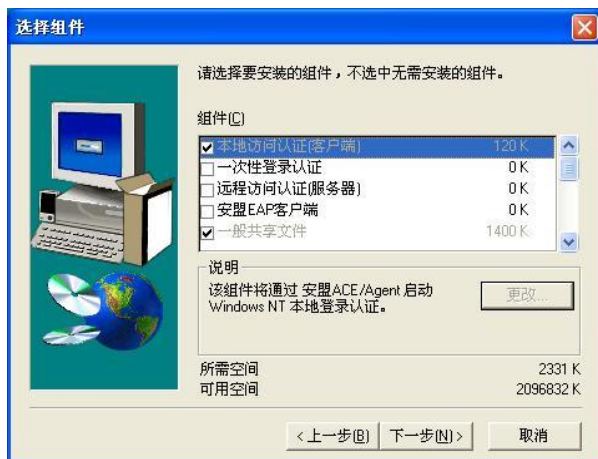 选择组件
请选择要安装的组件，不选中无需安装的组件。
组件(C)
本地访问认证(客户端) 120 K
一次性登录认证 0 K
远程访问认证(服务器) 0 K
安盟EAP客户端 0 K
一般共享文件 1400 K
说明
该组件将通过 安盟ACE/Agent 启动
Windows NT 本地登录认证。
更改...
所需空间 2331 K
可用空间 2096832 K
<上一步(B) 下一步(N)> 取消